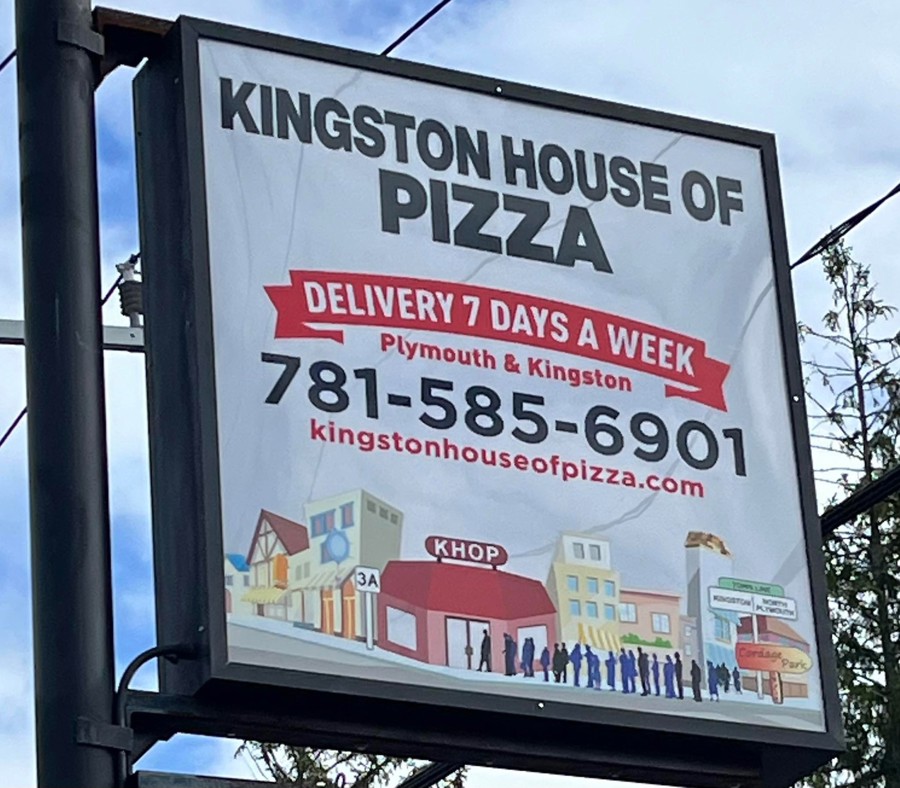 KINGSTON HOUSE OF
PIZZA
DELIVERY 7 DAYS A WEEK
Plymouth & Kingston
781-585-6901
kingstonhouseofpizza.com
KHOP
3A
TOWN LINE
KINGSTON
NORTH
PLYMOUTH
Cordage
Park